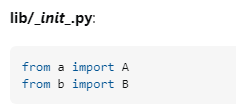 lib/_init_.py:
from a import A
from b import B